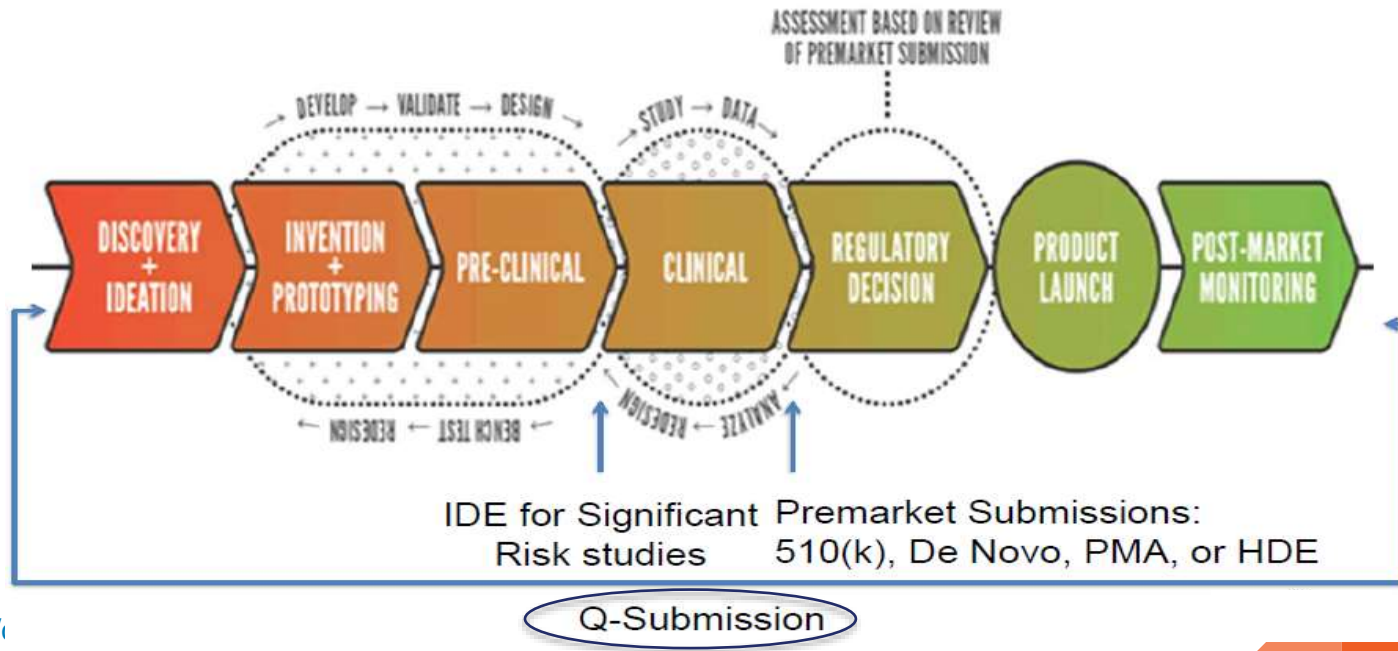 ASSESSMENT BASED ON REVIEW
OF PREMARKET SUBMISSION
→ DEVELOP → VALIDATE → DESIGN →
→ STUDY → DATA →
DISCOVERY
+
IDEATION
INVENTION
+
PROTOTYPING
PRE-CLINICAL
CLINICAL
REGULATORY
DECISION
PRODUCT
LAUNCH
POST-MARKET
MONITORING
← REDESIGN ← BENCH TEST ←
← REDESIGN ← ANALYZE ←
IDE for Significant
Risk studies
Premarket Submissions:
510(k), De Novo, PMA, or HDE
Q-Submission